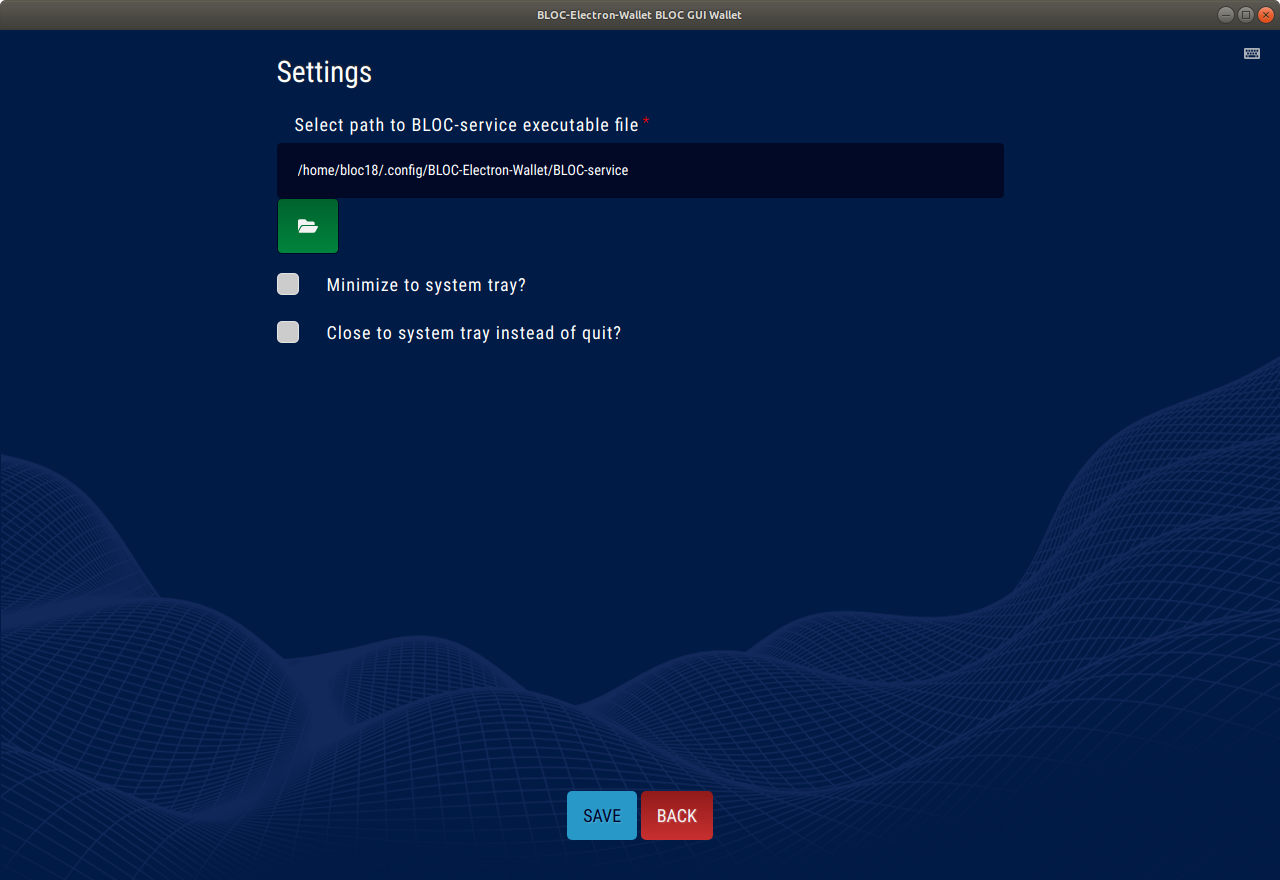 BLOC-Electron-Wallet BLOC GUI Wallet
Settings
Select path to BLOC-service executable file *
/home/bloc18/.config/BLOC-Electron-Wallet/BLOC-service
Minimize to system tray?
Close to system tray instead of quit?
SAVE BACK